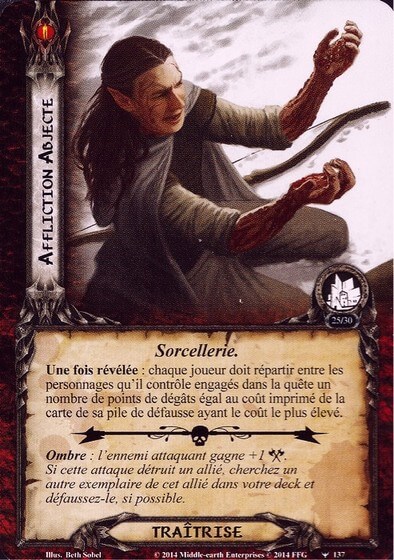 AFFLICTION ABJECTE
25/30
Sorcellerie.
Une fois révélée : chaque joueur doit répartir entre les
personnages qu'il contrôle engagés dans la quête un
nombre de points de dégâts égal au coût imprimé de la
carte de sa pile de défausse ayant le coût le plus élevé.
Ombre : l'ennemi attaquant gagne +1 .
Si cette attaque détruit un allié, cherchez un
autre exemplaire de cet allié dans votre deck et
défaussez-le, si possible.
TRAÎTRISE
Illus. Beth Sobel © 2014 Middle-earth Enterprises © 2014 FFG 137